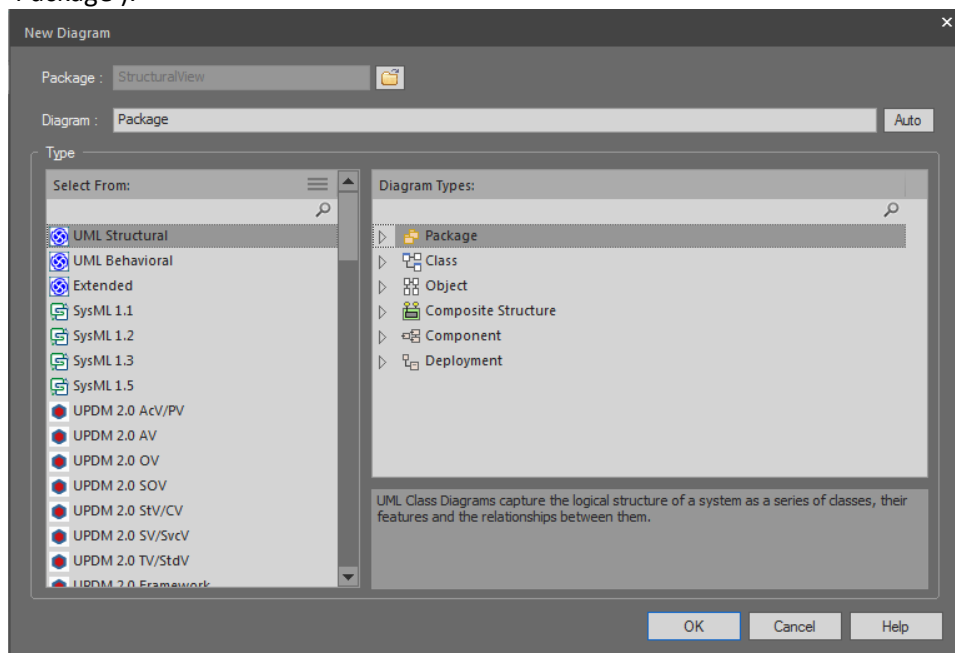 Package ).
New Diagram
Package : StructuralView
Diagram : Package Auto
Type
Select From:
UML Structural
UML Behavioral
Extended
SysML 1.1
SysML 1.2
SysML 1.3
SysML 1.5
UPDM 2.0 AcV/PV
UPDM 2.0 AV
UPDM 2.0 OV
UPDM 2.0 SOV
UPDM 2.0 StV/CV
UPDM 2.0 SV/SvcV
UPDM 2.0 TV/StdV
UPDM 2.0 Framework
Diagram Types:
Package
Class
Object
Composite Structure
Component
Deployment
UML Class Diagrams capture the logical structure of a system as a series of classes, their
features and the relationships between them.
OK Cancel Help